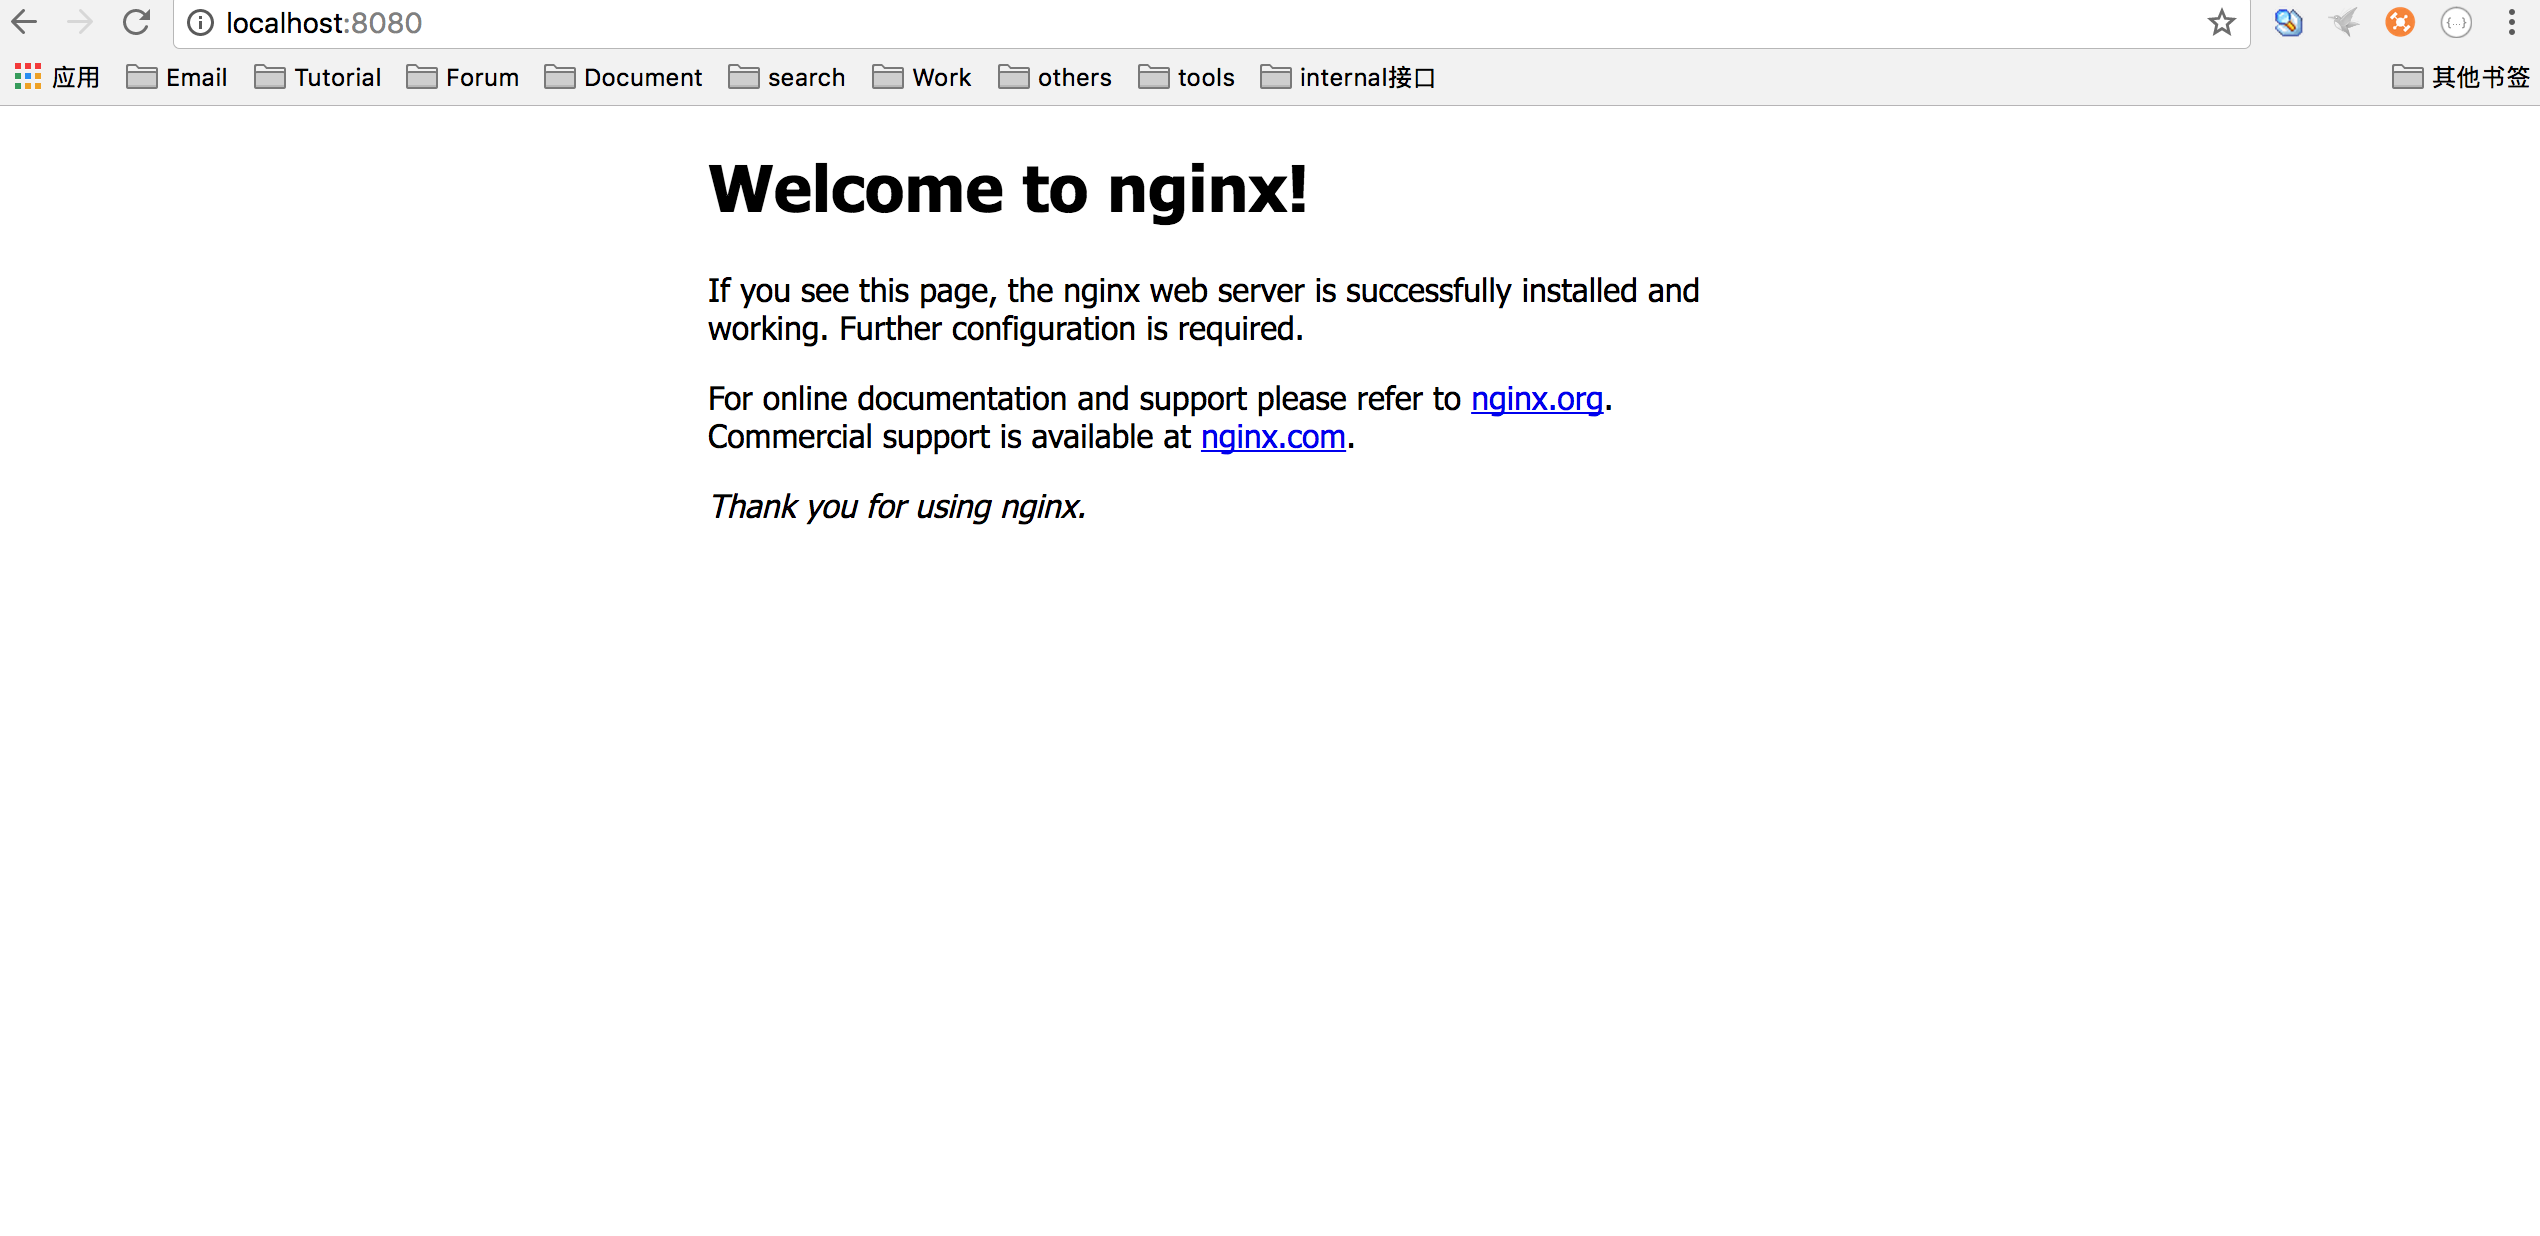 localhost:8080
应用 Email Tutorial Forum Document search Work others tools internal接口 其他书签
Welcome to nginx!
If you see this page, the nginx web server is successfully installed and
working. Further configuration is required.
For online documentation and support please refer to nginx.org.
Commercial support is available at nginx.com.
Thank you for using nginx.